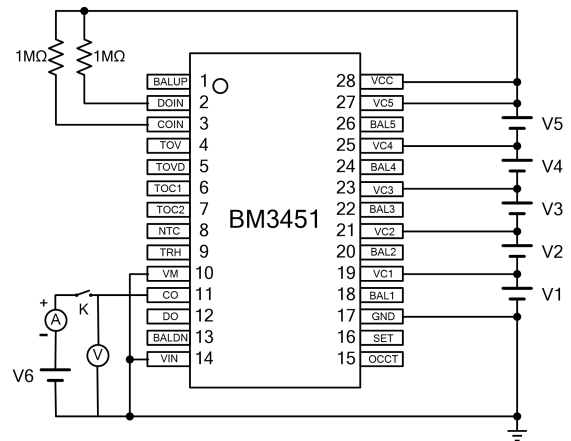 1MΩ 1MΩ
BALUP 1 28 VCC
DOIN 2 27 VC5
COIN 3 26 BAL5 V5
TOV 4 25 VC4
TOVD 5 24 BAL4 V4
TOC1 6 23 VC3
TOC2 7 22 BAL3 V3
BM3451
NTC 8 21 VC2
TRH 9 20 BAL2 V2
VM 10 19 VC1
+ K CO 11 18 BAL1 V1
A
- DO 12 17 GND
BALDN 13 16 SET
V
V6 VIN 14 15 OCCT